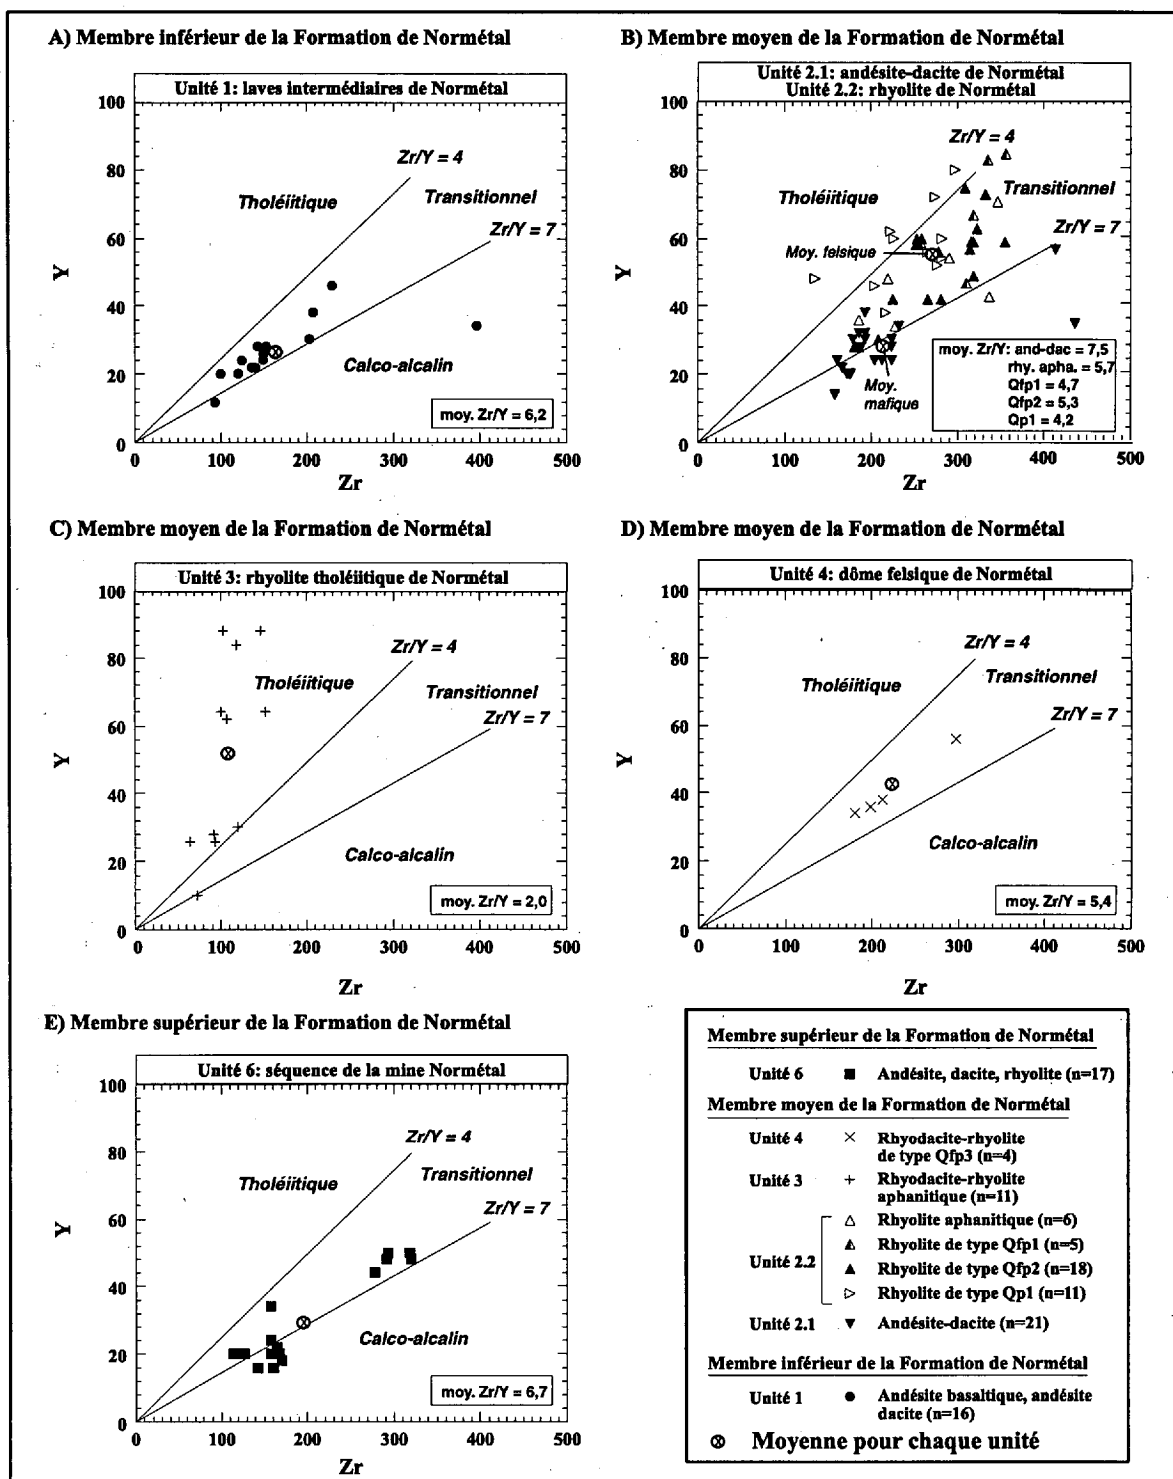 A) Membre inférieur de la Formation de Normétal
Unité 1: laves intermédiaires de Normétal
100
80
60
40
20
0
Y
Zr/Y = 4
Tholéiitique
Transitionnel
Zr/Y = 7
Calco-alcalin
moy. Zr/Y = 6,2
0
100
200
300
400
500
Zr
B) Membre moyen de la Formation de Normétal
Unité 2.1: andésite-dacite de Normétal
Unité 2.2: rhyolite de Normétal
100
80
60
40
20
0
Y
Zr/Y = 4
Tholéiitique
Transitionnel
Zr/Y = 7
Moy. felsique
Moy.
mafique
moy. Zr/Y: and-dac = 7,5
rhy. apha. = 5,7
Qfp1 = 4,7
Qfp2 = 5,3
Qp1 = 4,2
0
100
200
300
400
500
Zr
C) Membre moyen de la Formation de Normétal
Unité 3: rhyolite tholéiitique de Normétal
100
80
60
40
20
0
Y
Zr/Y = 4
Tholéiitique
Transitionnel
Zr/Y = 7
Calco-alcalin
moy. Zr/Y = 2,0
0
100
200
300
400
500
Zr
D) Membre moyen de la Formation de Normétal
Unité 4: dôme felsique de Normétal
100
80
60
40
20
0
Y
Zr/Y = 4
Tholéiitique
Transitionnel
Zr/Y = 7
Calco-alcalin
moy. Zr/Y = 5,4
0
100
200
300
400
500
Zr
E) Membre supérieur de la Formation de Normétal
Unité 6: séquence de la mine Normétal
100
80
60
40
20
0
Y
Zr/Y = 4
Tholéiitique
Transitionnel
Zr/Y = 7
Calco-alcalin
moy. Zr/Y = 6,7
0
100
200
300
400
500
Zr
Membre supérieur de la Formation de Normétal
Unité 6 Andésite, dacite, rhyolite (n=17)
Membre moyen de la Formation de Normétal
Unité 4 Rhyodacite-rhyolite
de type Qfp3 (n=4)
Unité 3 Rhyodacite-rhyolite
aphanitique (n=11)
Rhyolite aphanitique (n=6)
Rhyolite de type Qfp1 (n=5)
Unité 2.2 Rhyolite de type Qfp2 (n=18)
Rhyolite de type Qp1 (n=11)
Unité 2.1 Andésite-dacite (n=21)
Membre inférieur de la Formation de Normétal
Unité 1 Andésite basaltique, andésite
dacite (n=16)
Moyenne pour chaque unité